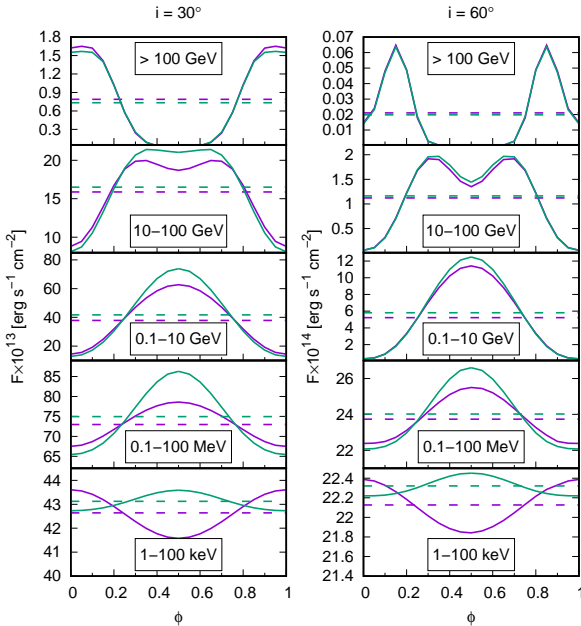 i = 30°
i = 60°
1.8
1.5
1.2
0.9
0.6
0.3
> 100 GeV
0.07
0.06
0.05
0.04
0.03
0.02
0.01
> 100 GeV
20
15
10
10–100 GeV
2
1.5
1
0.5
10–100 GeV
80
60
40
20
0.1–10 GeV
14
12
10
8
6
4
2
0
0.1–10 GeV
95
90
85
80
75
70
65
0.1–100 MeV
26
24
22
0.1–100 MeV
44
43
42
41
40
1–100 keV
22.4
22.2
22
21.8
21.6
21.4
1–100 keV
0 0.2 0.4 0.6 0.8 1
0 0.2 0.4 0.6 0.8 1
ϕ
ϕ
F×10¹³ [erg s⁻¹ cm⁻²]
F×10¹⁴ [erg s⁻¹ cm⁻²]